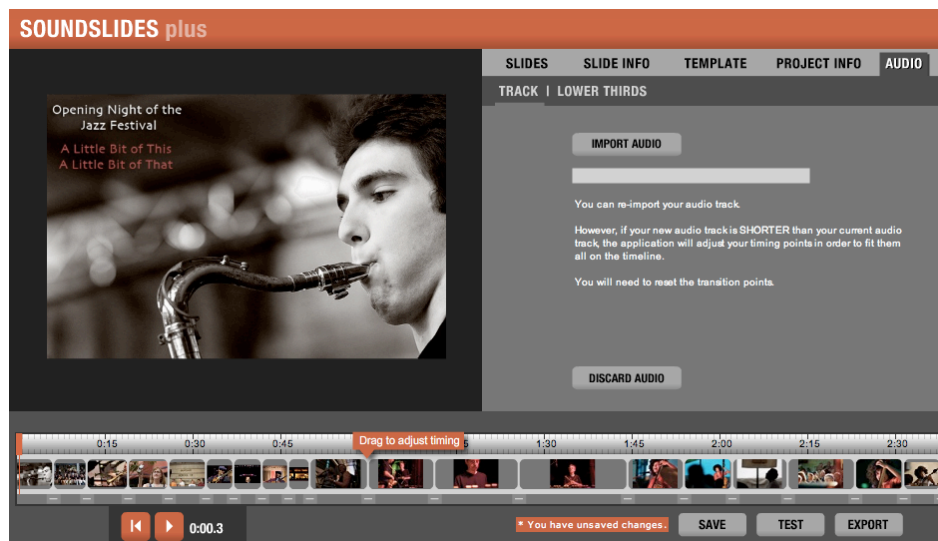 SOUNDSLIDES plus
Opening Night of the
Jazz Festival
A Little Bit of This
A Little Bit of That
SLIDES SLIDE INFO TEMPLATE PROJECT INFO AUDIO
TRACK | LOWER THIRDS
IMPORT AUDIO
You can re-import your audio track.
However, if your new audio track is SHORTER than your current audio
track, the application will adjust your timing points in order to fit them
all on the timeline.
You will need to reset the transition points.
DISCARD AUDIO
0:15 0:30 0:45 Drag to adjust timing 1:30 1:45 2:00 2:15 2:30
0:00.3 * You have unsaved changes. SAVE TEST EXPORT